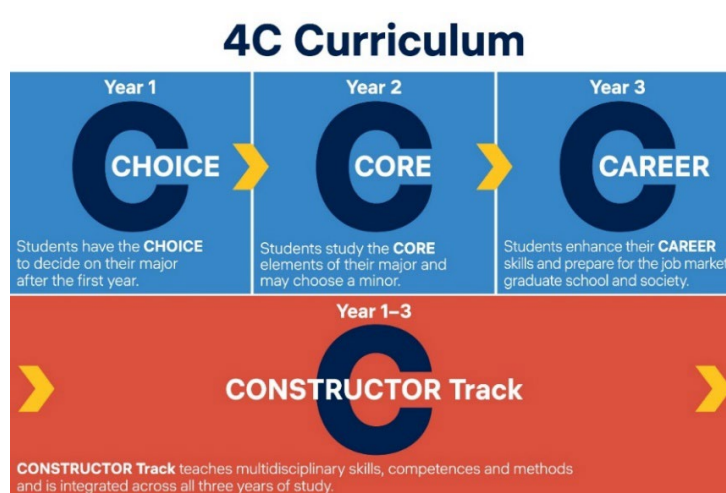 4C Curriculum
Year 1
C
CHOICE
Students have the CHOICE
to decide on their major
after the first year.
Year 2
C
CORE
Students study the CORE
elements of their major and
may choose a minor.
Year 3
C
CAREER
Students enhance their CAREER
skills and prepare for the job market,
graduate school and society.
Year 1–3
C
CONSTRUCTOR Track
CONSTRUCTOR Track teaches multidisciplinary skills, competences and methods
and is integrated across all three years of study.